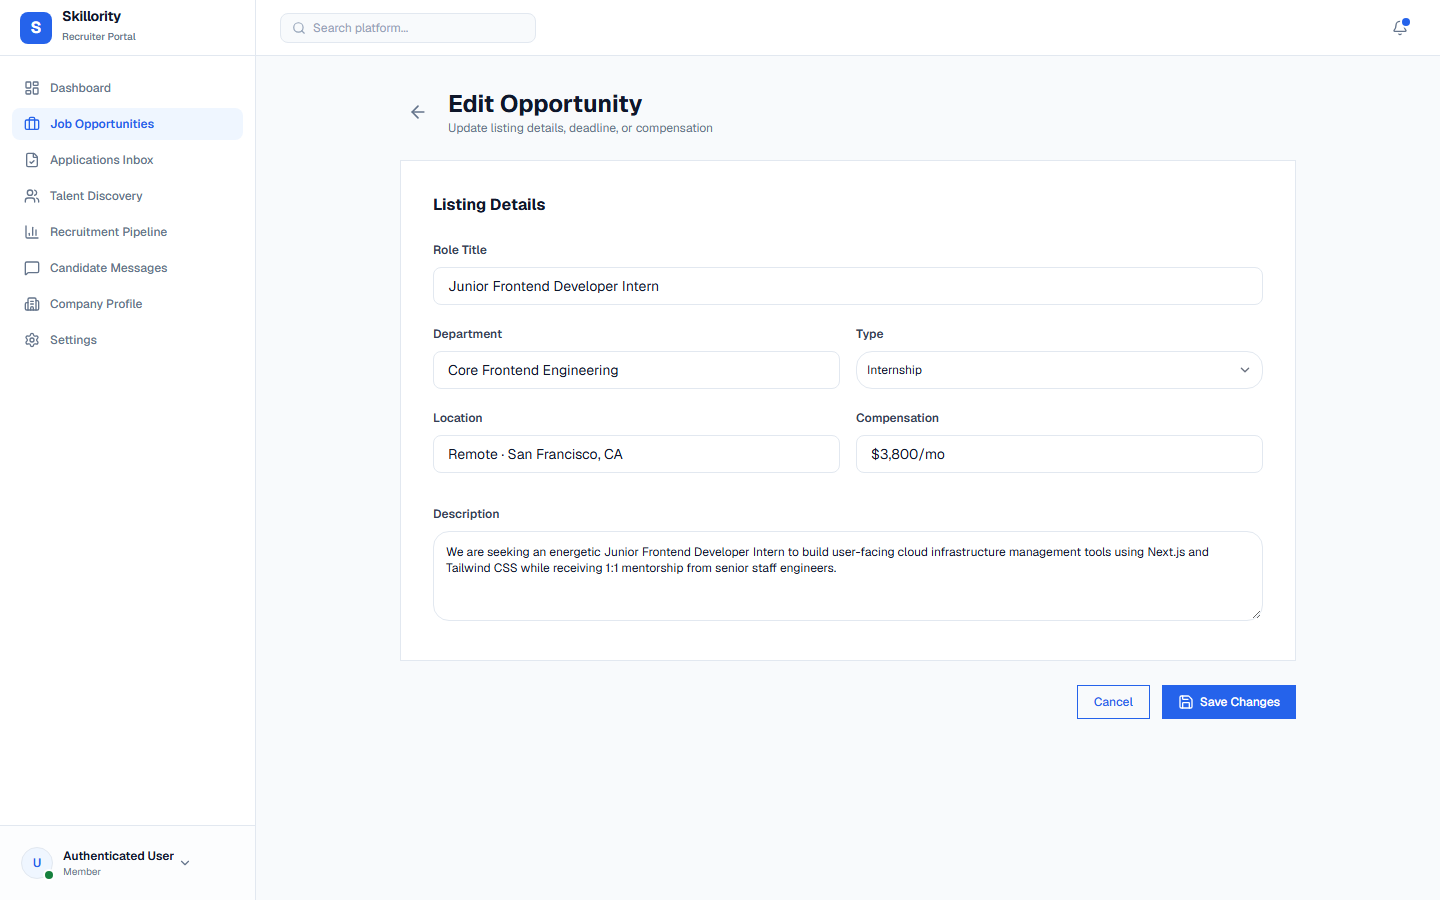 S
Skillority
Recruiter Portal
Search platform...
Dashboard
Job Opportunities
Applications Inbox
Talent Discovery
Recruitment Pipeline
Candidate Messages
Company Profile
Settings
Edit Opportunity
Update listing details, deadline, or compensation
Listing Details
Role Title
Junior Frontend Developer Intern
Department
Type
Core Frontend Engineering
Internship
Location
Compensation
Remote · San Francisco, CA
$3,800/mo
Description
We are seeking an energetic Junior Frontend Developer Intern to build user-facing cloud infrastructure management tools using Next.js and
Tailwind CSS while receiving 1:1 mentorship from senior staff engineers.
Cancel
Save Changes
U
Authenticated User
Member